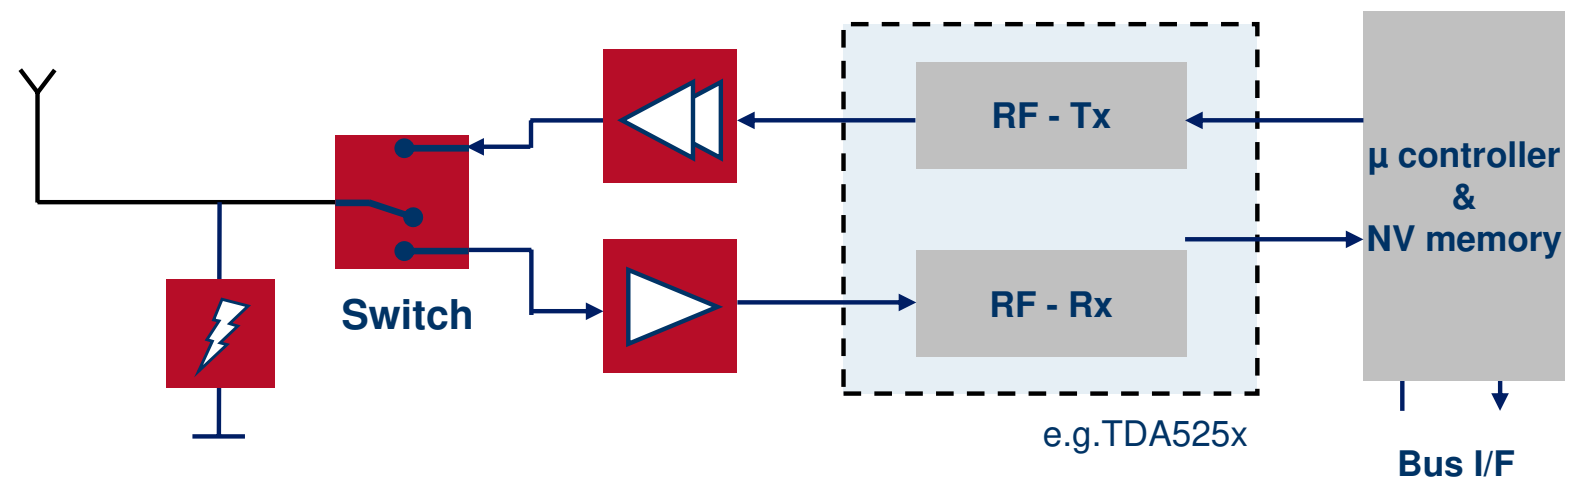 RF - Tx
µ controller
&
NV memory
Switch
RF - Rx
e.g.TDA525x
Bus I/F